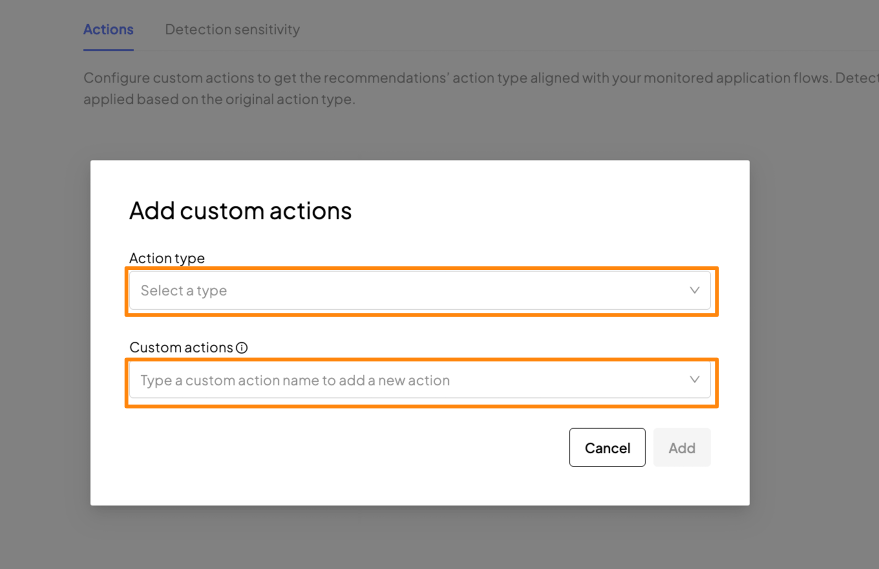 Actions Detection sensitivity
Configure custom actions to get the recommendations' action type aligned with your monitored application flows. Detect
applied based on the original action type.
Add custom actions
Action type
Select a type
Custom actions
Type a custom action name to add a new action
Cancel Add